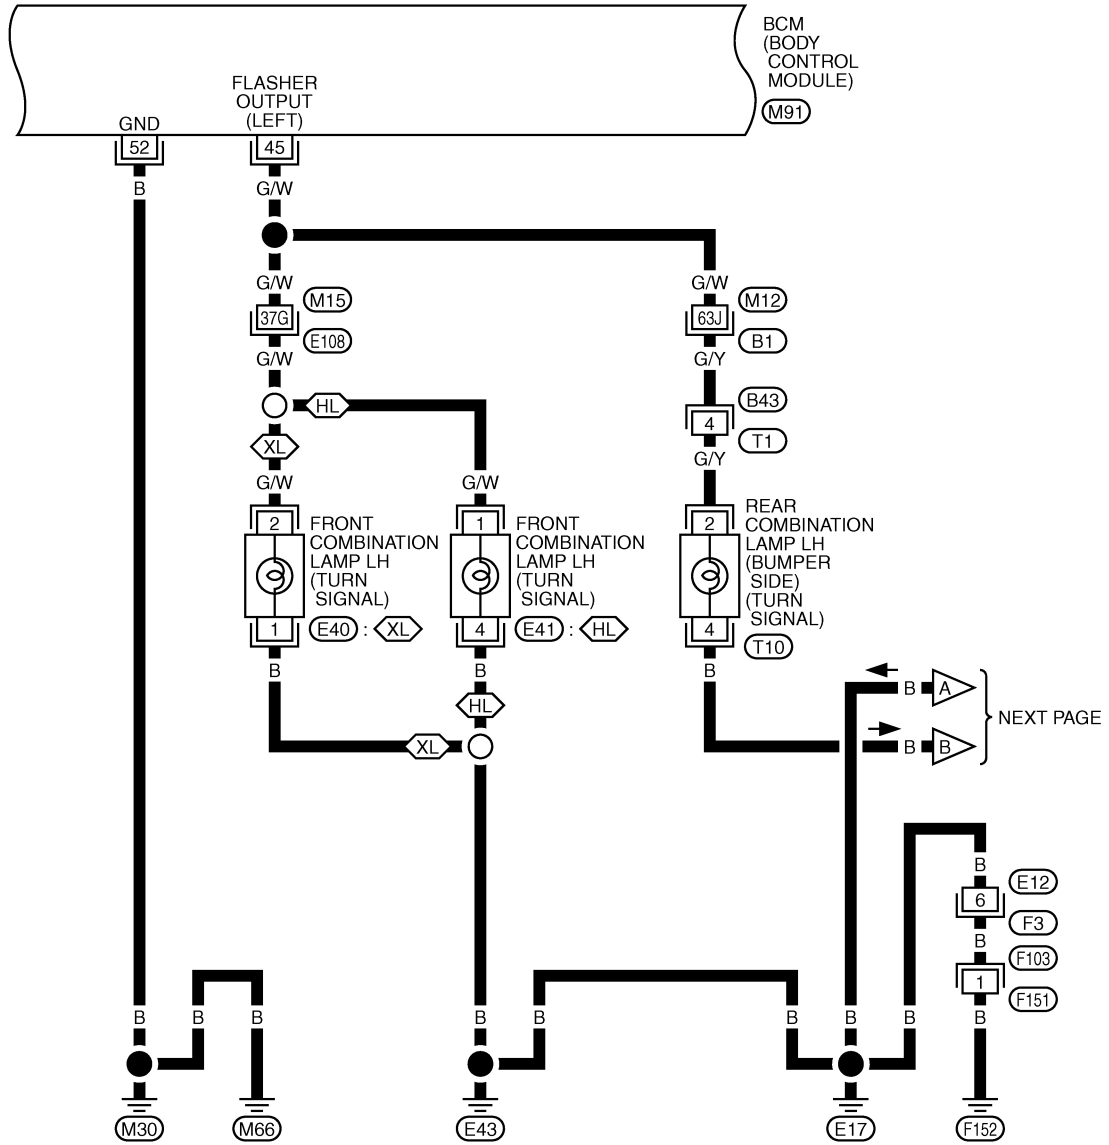 BCM
(BODY
CONTROL
MODULE)
M91
FLASHER
OUTPUT
(LEFT)
GND
52
45
B
G/W
G/W
G/W
M15
M12
37G
63J
E108
B1
G/W
G/Y
HL
B43
4
T1
XL
G/Y
G/W
G/W
2
FRONT
COMBINATION
LAMP LH
(TURN
SIGNAL)
1
E40 : XL
1
FRONT
COMBINATION
LAMP LH
(TURN
SIGNAL)
4
E41 : HL
2
REAR
COMBINATION
LAMP LH
(BUMPER
SIDE)
(TURN
SIGNAL)
4
T10
B
B
B
HL
XL
B A
B B
NEXT PAGE
B
E12
6
F3
B
F103
1
F151
B B B B B B B B B
M30 M66 E43 E17 F152